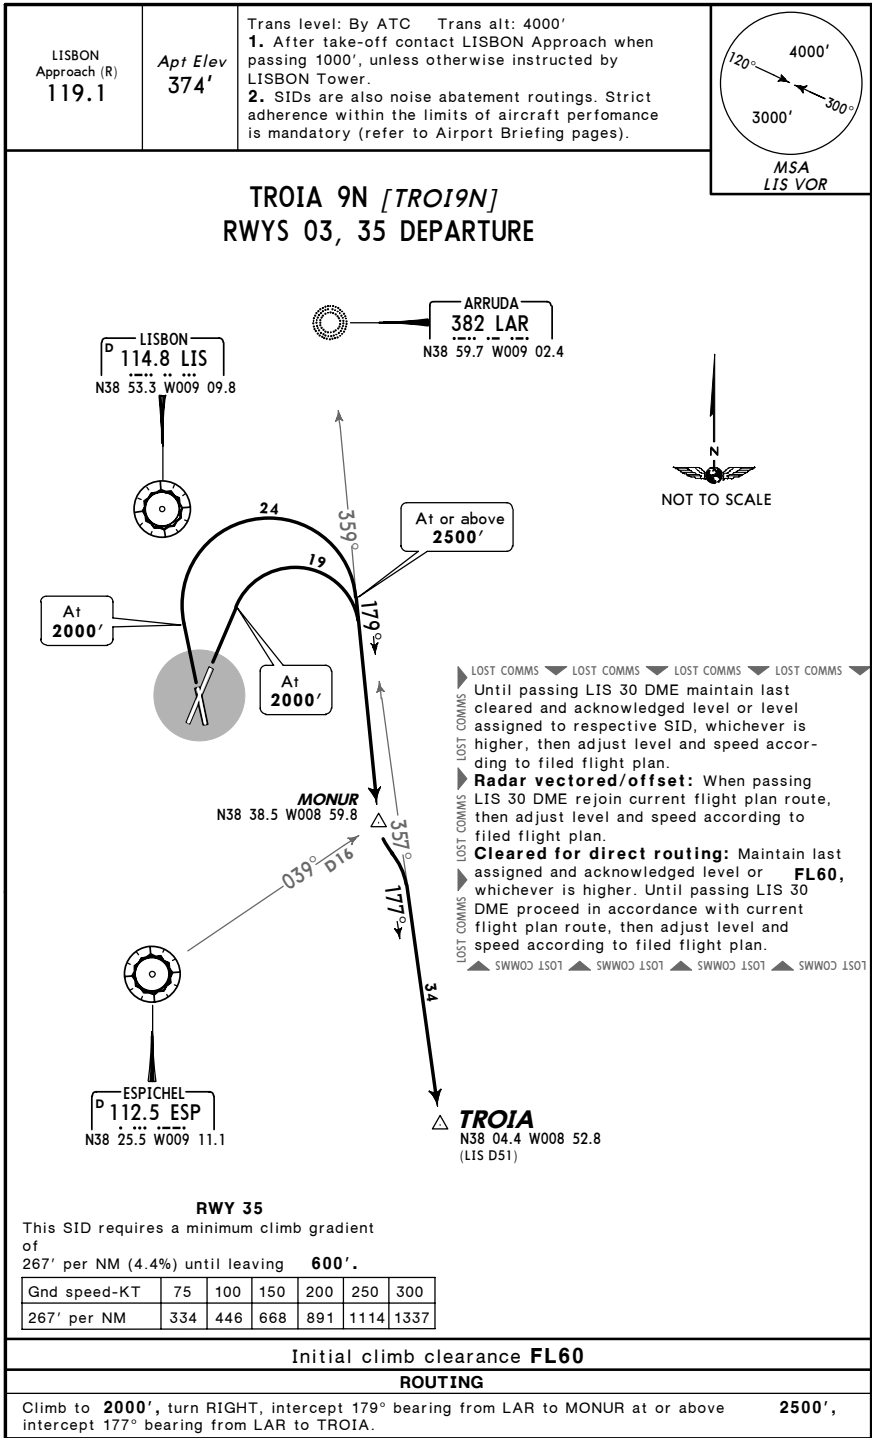 LISBON
Approach (R)
119.1
Apt Elev
374'
Trans level: By ATC Trans alt: 4000'
1. After take-off contact LISBON Approach when
passing 1000', unless otherwise instructed by
LISBON Tower.
2. SIDs are also noise abatement routings. Strict
adherence within the limits of aircraft perfomance
is mandatory (refer to Airport Briefing pages).
120°
4000'
3000'
300°
MSA
LIS VOR
TROIA 9N [TROI9N]
RWYS 03, 35 DEPARTURE
ARRUDA
382 LAR
N38 59.7 W009 02.4
LISBON
D 114.8 LIS
N38 53.3 W009 09.8
N
NOT TO SCALE
24
19
359°
At or above
2500'
At
2000'
179°
At
2000'
LOST COMMS LOST COMMS LOST COMMS LOST COMMS
LOST COMMS LOST COMMS LOST COMMS
Until passing LIS 30 DME maintain last
cleared and acknowledged level or level
assigned to respective SID, whichever is
higher, then adjust level and speed accor-
ding to filed flight plan.
Radar vectored/offset: When passing
LIS 30 DME rejoin current flight plan route,
then adjust level and speed according to
filed flight plan.
Cleared for direct routing: Maintain last
assigned and acknowledged level or FL60,
whichever is higher. Until passing LIS 30
DME proceed in accordance with current
flight plan route, then adjust level and
speed according to filed flight plan.
LOST COMMS LOST COMMS LOST COMMS LOST COMMS
MONUR
N38 38.5 W008 59.8
357°
039° D16
177°
34
ESPICHEL
D 112.5 ESP
N38 25.5 W009 11.1
TROIA
N38 04.4 W008 52.8
(LIS D51)
RWY 35
This SID requires a minimum climb gradient
of
267' per NM (4.4%) until leaving 600'.
Gnd speed-KT 75 100 150 200 250 300
267' per NM 334 446 668 891 1114 1337
Initial climb clearance FL60
ROUTING
Climb to 2000', turn RIGHT, intercept 179° bearing from LAR to MONUR at or above 2500',
intercept 177° bearing from LAR to TROIA.